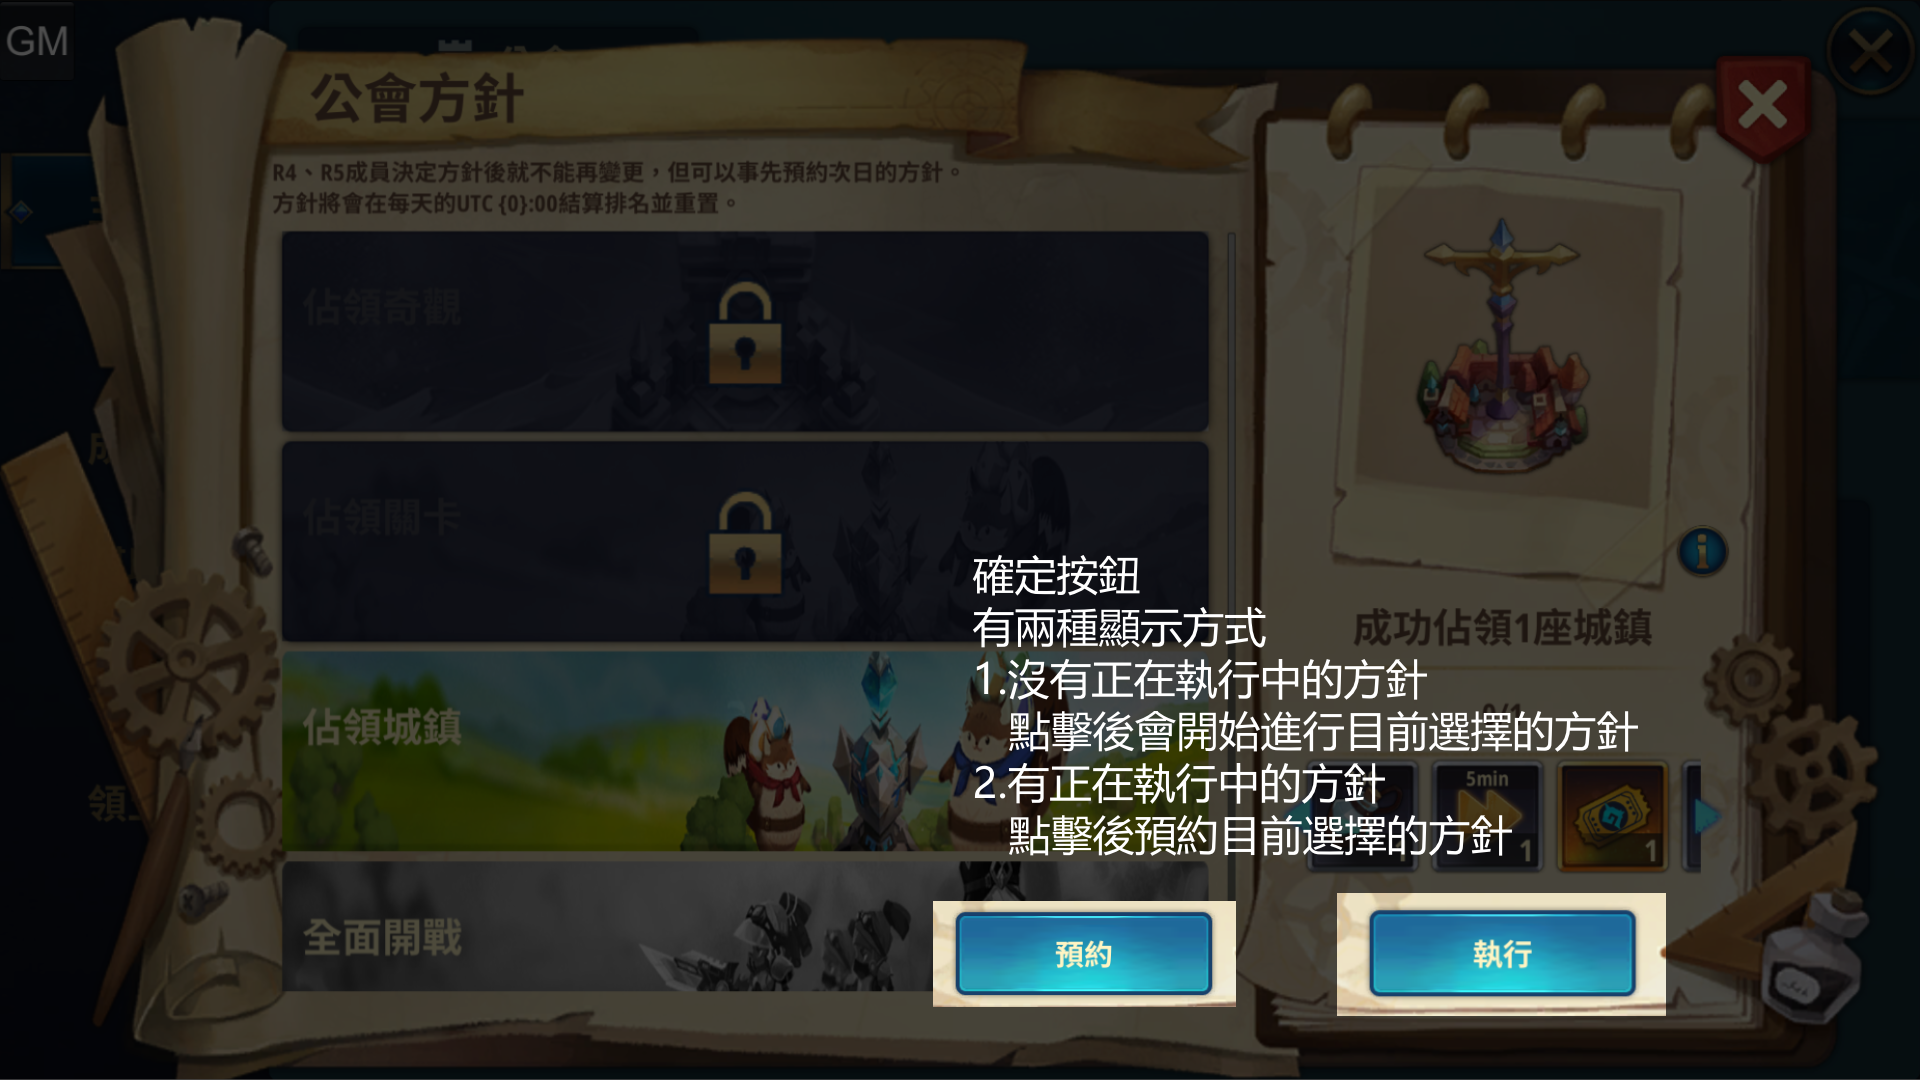 GM
公會方針
R4、R5成員決定方針後就不能再變更，但可以事先預約次日的方針。
方針將會在每天的UTC {0}:00結算排名並重置。
佔領奇觀
佔領關卡
佔領城鎮
全面開戰
成功佔領1座城鎮
0/1
5min
1
1
1
確定按鈕
有兩種顯示方式
1.沒有正在執行中的方針
點擊後會開始進行目前選擇的方針
2.有正在執行中的方針
點擊後預約目前選擇的方針
預約
執行